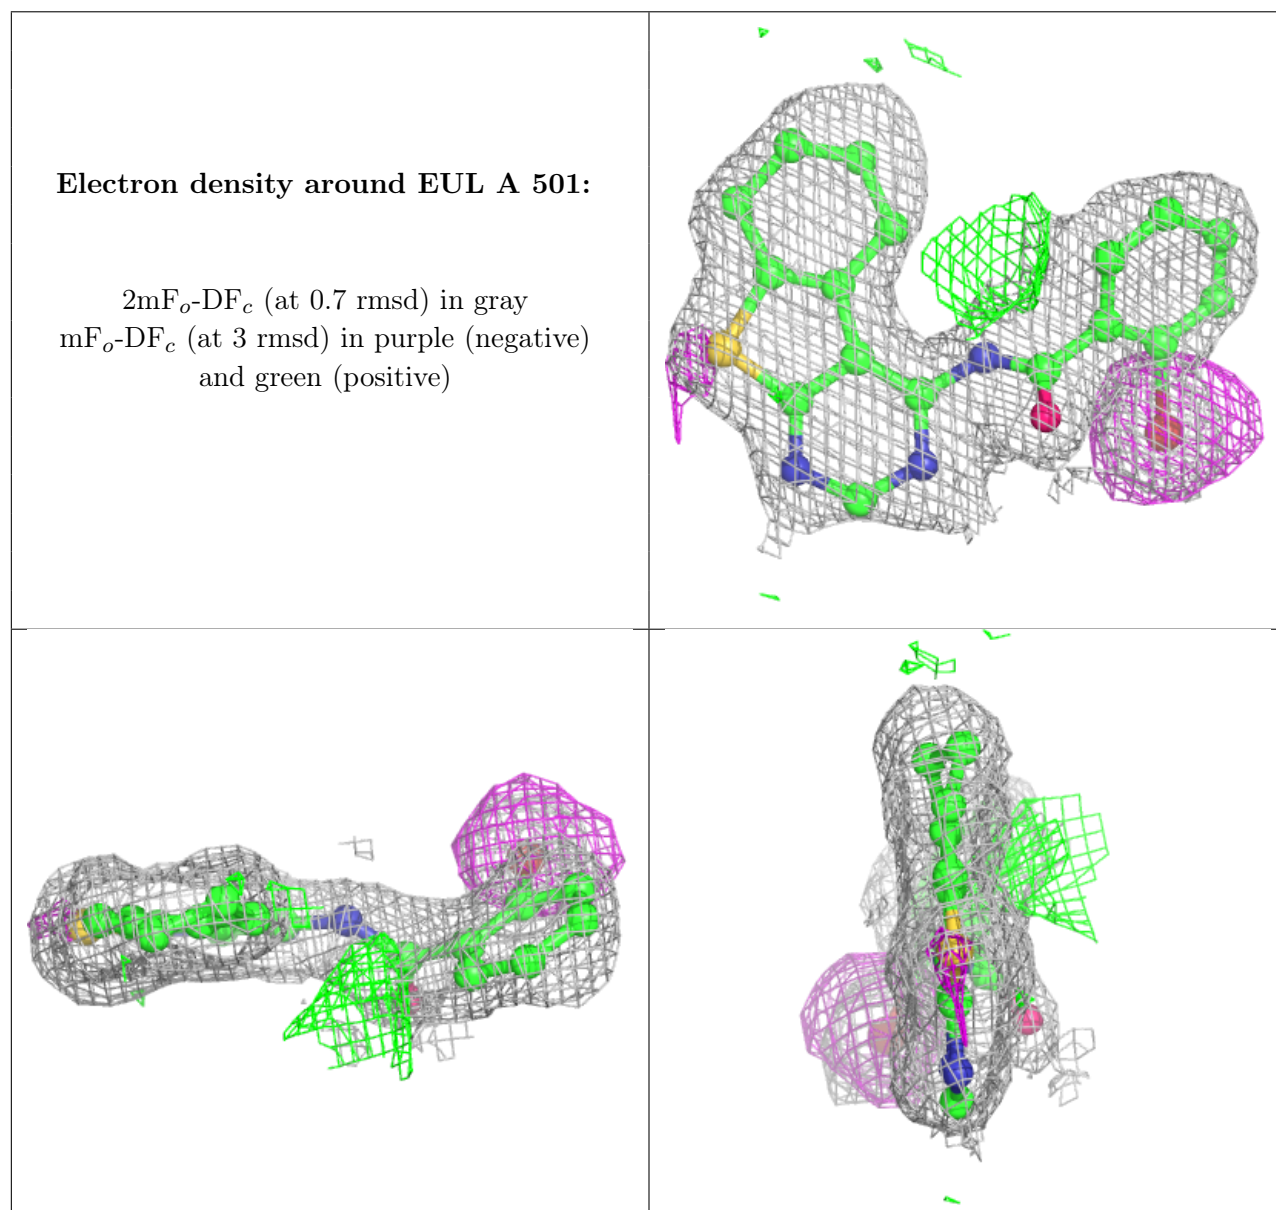 Electron density around EUL A 501:
2mFo-DFc (at 0.7 rmsd) in gray
mFo-DFc (at 3 rmsd) in purple (negative)
and green (positive)